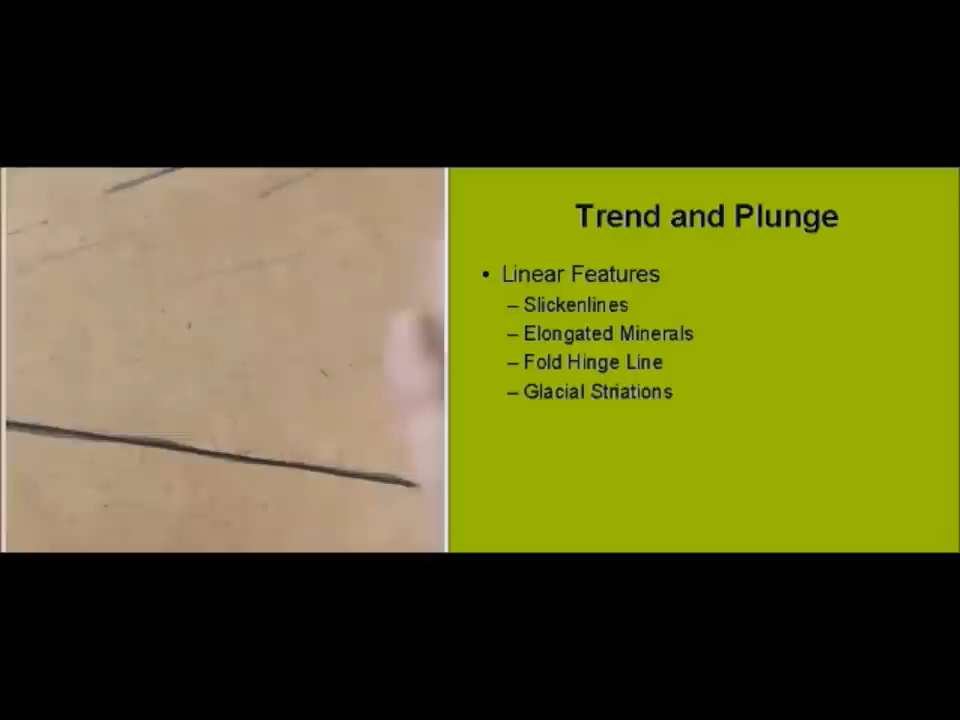 Trend and Plunge
• Linear Features
– Slickenlines
– Elongated Minerals
– Fold Hinge Line
– Glacial Striations